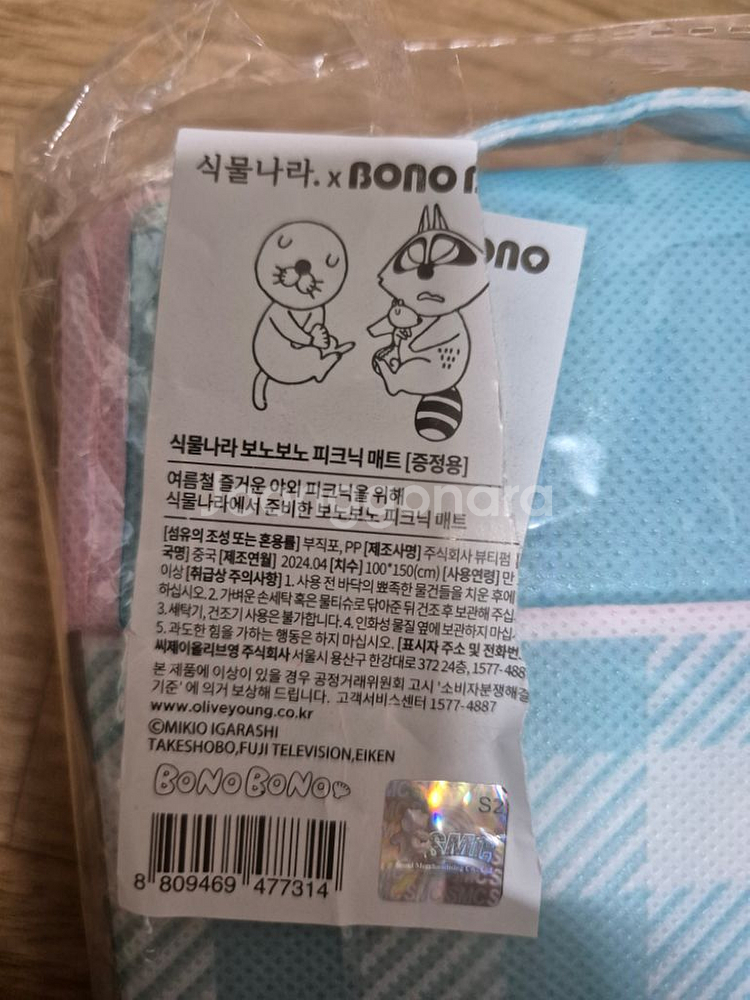 식물나라. x BONO
ONO
식물나라 보노보노 피크닉 매트 [증정용]
여름철 즐거운 야외 피크닉을 위해
식물나라에서 준비한 보노보노 피크닉 매트
Joonggonara
[섬유의 조성 또는 혼용률] 부직포, PP [제조사명] 주식회사 뷰티펌
국명] 중국 [제조연월] 2024.04 [치수] 100*150(cm) [사용연령] 만
이상 [취급상 주의사항] 1. 사용 전 바닥의 뾰족한 물건들을 치운 후에
하십시오. 2. 가벼운 손세탁 혹은 물티슈로 닦아준 뒤 건조 후 보관해 주십
3. 세탁기, 건조기 사용은 불가합니다. 4. 인화성 물질 옆에 보관하지 마십
5. 과도한 힘을 가하는 행동은 하지 마십시오. [표시자 주소 및 전화번
씨제이올리브영 주식회사 서울시 용산구 한강대로 372 24층, 1577-488
본 제품에 이상이 있을 경우 공정거래위원회 고시 '소비자분쟁해결
기준' 에 의거 보상해 드립니다. 고객서비스센터 1577-4887
www.oliveyoung.co.kr
©MIKIO IGARASHI
TAKESHOBO,FUJI TELEVISION,EIKEN
BONOBONO
S2
SMC
8 809469 477314